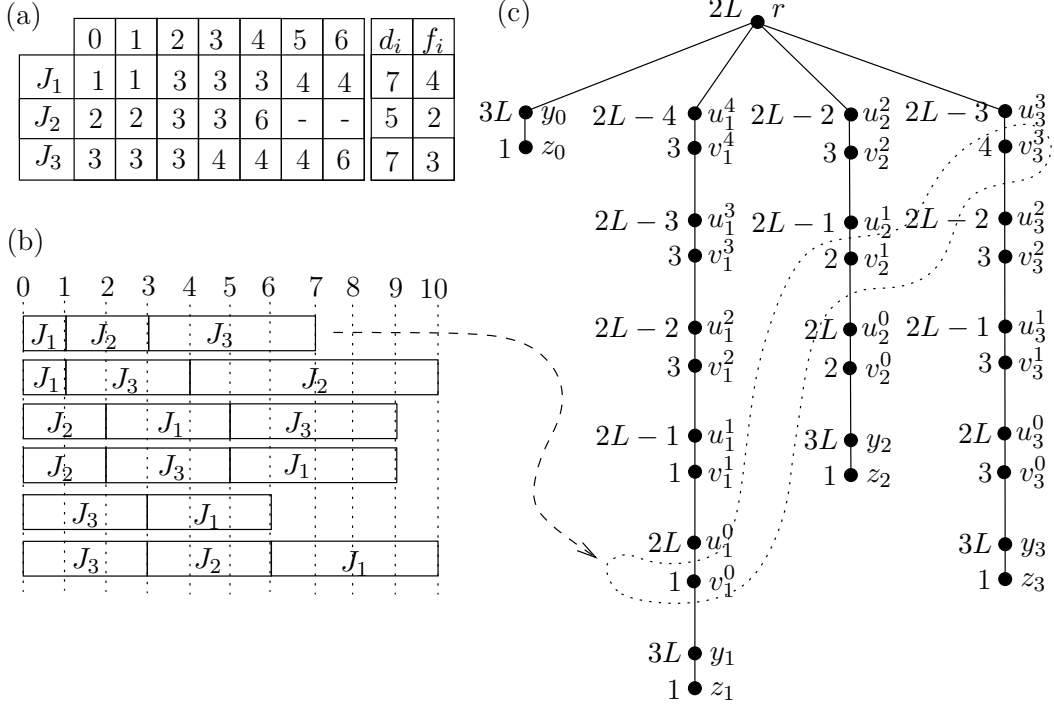 (a)
0 1 2 3 4 5 6 d_i f_i
J_1 1 1 3 3 3 4 4 7 4
J_2 2 2 3 3 6 - - 5 2
J_3 3 3 3 4 4 4 6 7 3
(b)
0 1 2 3 4 5 6 7 8 9 10
J_1 J_2 J_3
J_1 J_3 J_2
J_2 J_1 J_3
J_2 J_3 J_1
J_3 J_1
J_3 J_2 J_1
(c)
2L r
3L y_0
1 z_0
2L − 4 u_1^4
3 v_1^4
2L − 3 u_1^3
3 v_1^3
2L − 2 u_1^2
3 v_1^2
2L − 1 u_1^1
1 v_1^1
2L u_1^0
1 v_1^0
3L y_1
1 z_1
2L − 2 u_2^2
3 v_2^2
2L − 1 u_2^1
2 v_2^1
2L u_2^0
2 v_2^0
3L y_2
1 z_2
2L − 3 u_3^3
4 v_3^3
2L − 2 u_3^2
3 v_3^2
2L − 1 u_3^1
3 v_3^1
2L u_3^0
3 v_3^0
3L y_3
1 z_3